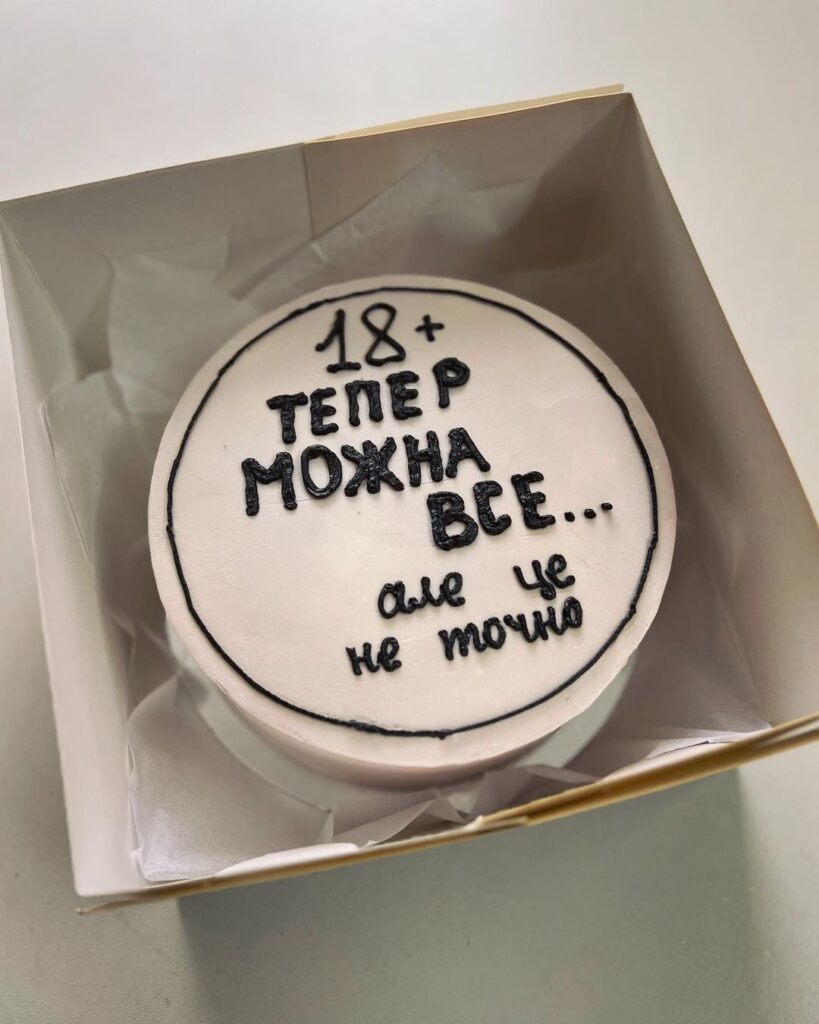 18+
ТЕПЕР
МОЖНА
ВСЕ...
але це
не точно